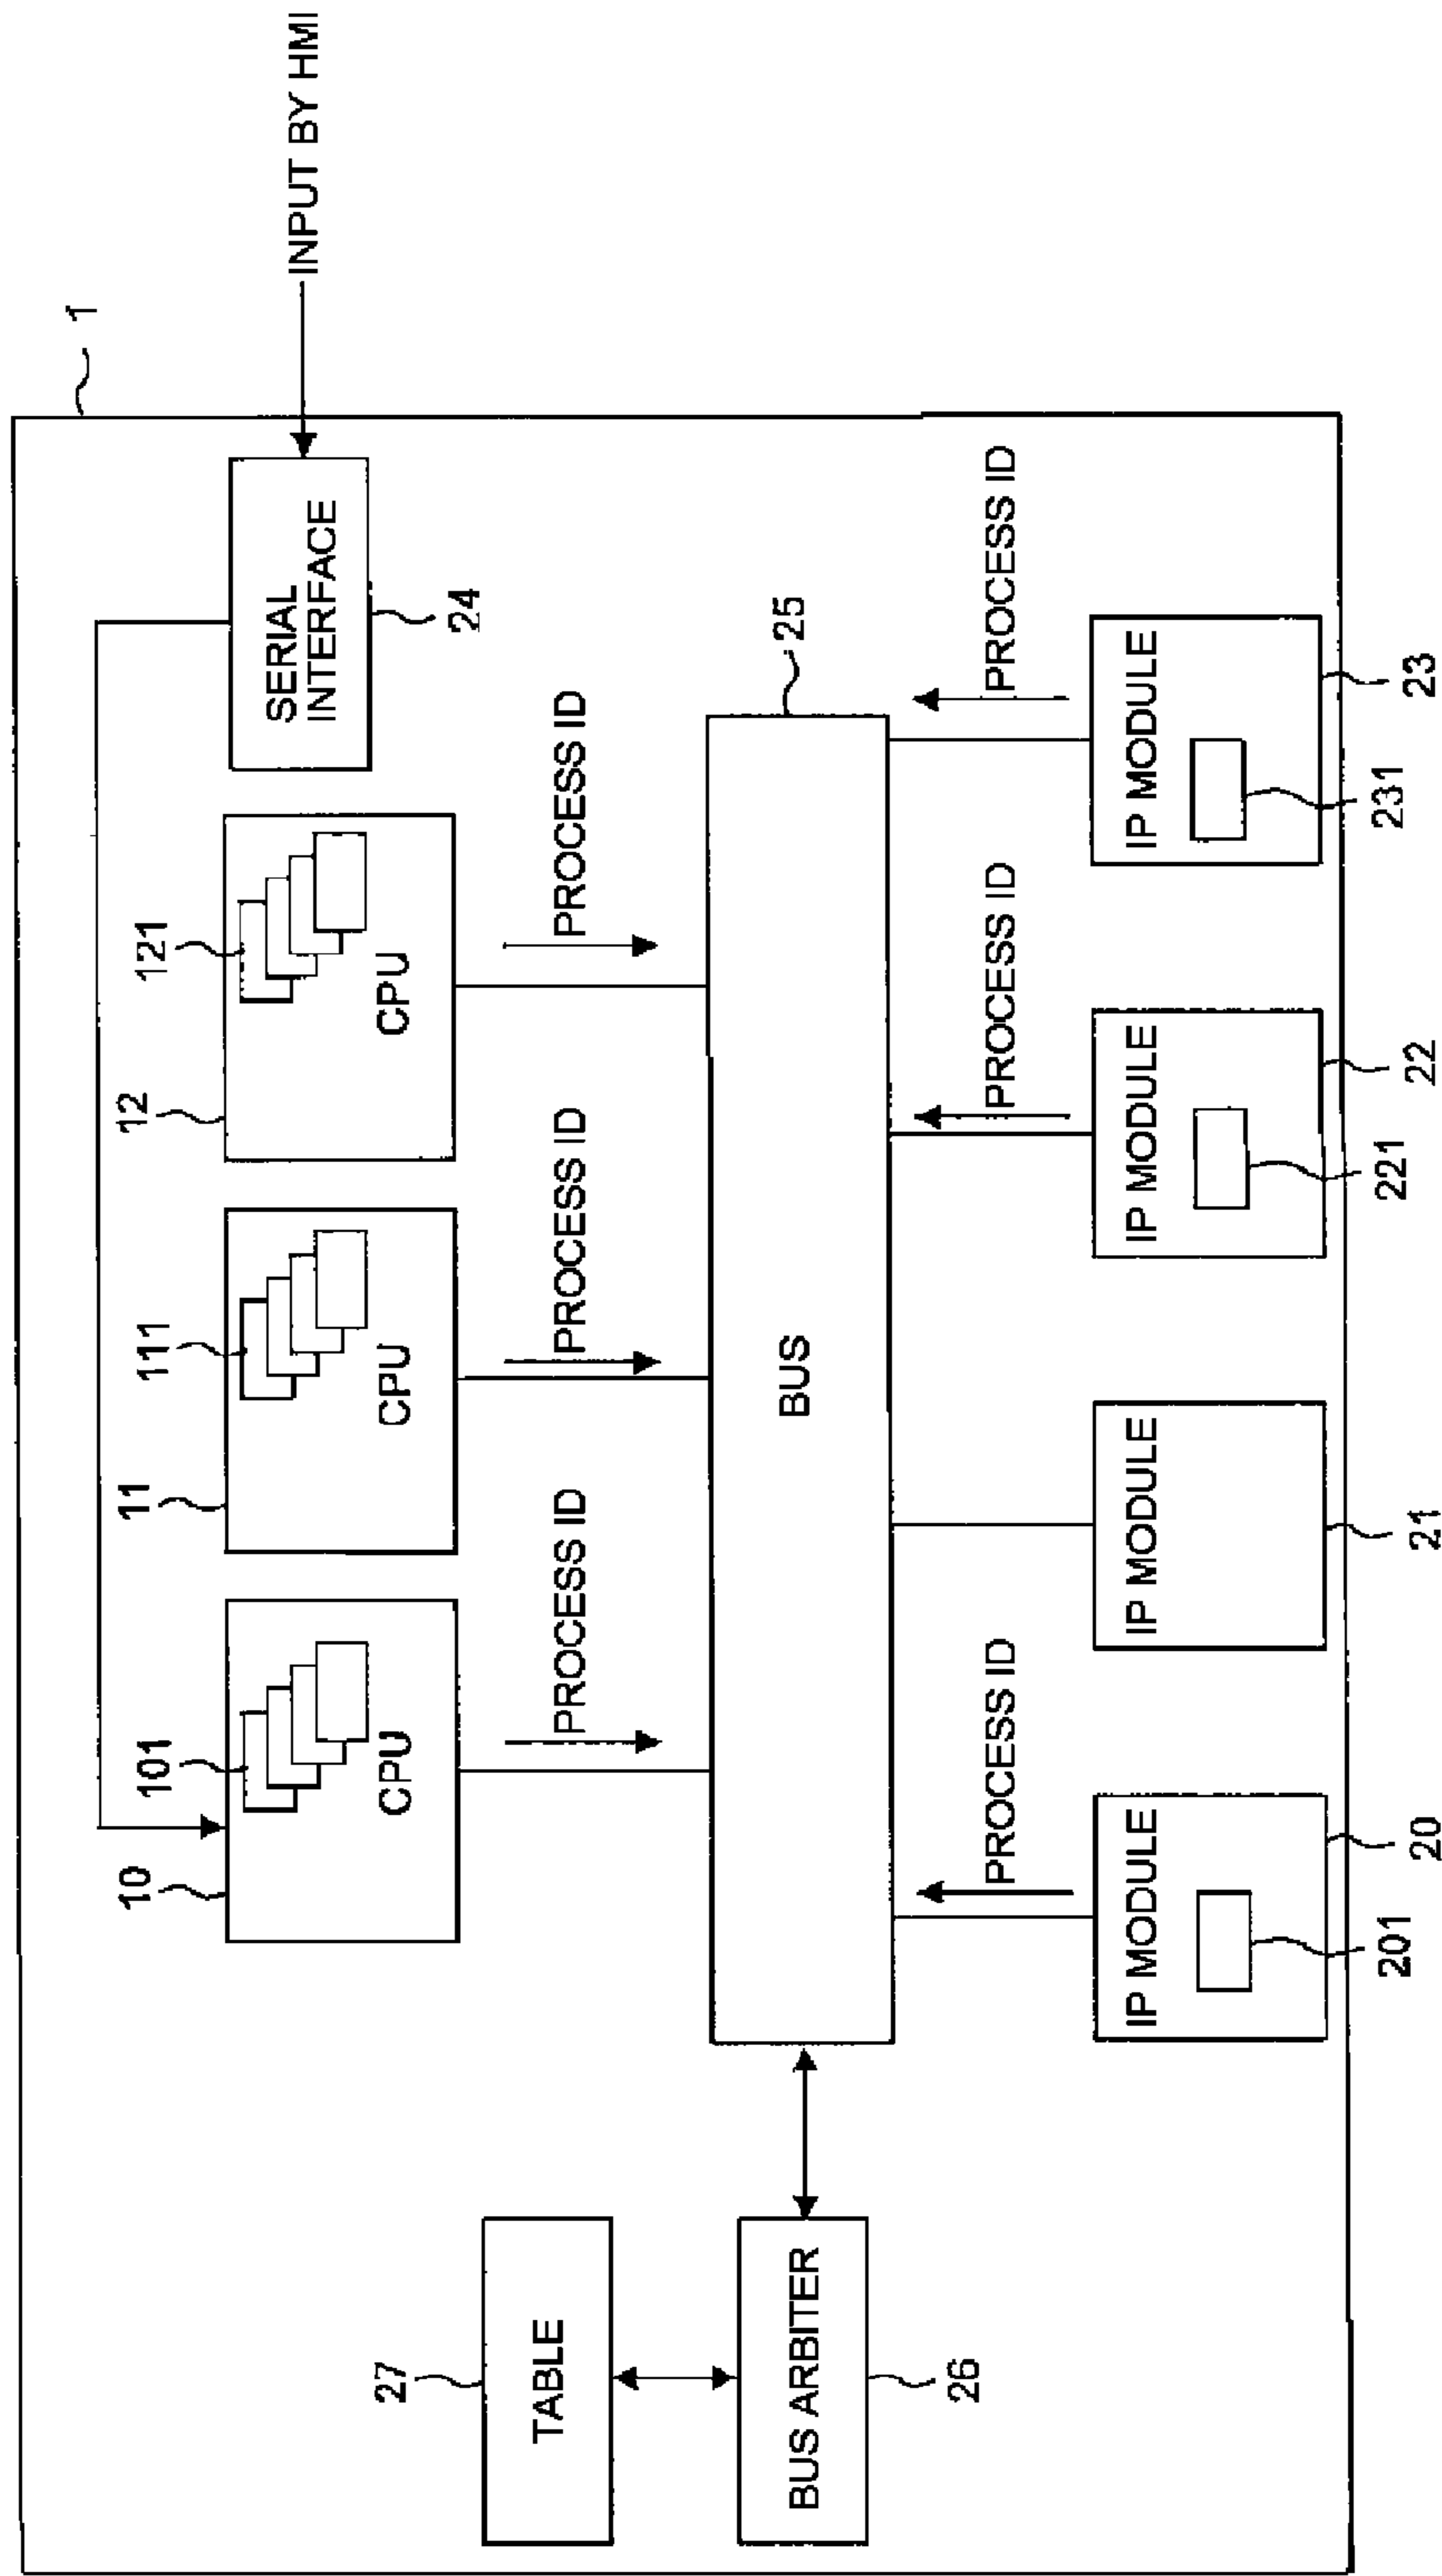 1
INPUT BY HMI
SERIAL
INTERFACE
24
10
101
CPU
11
111
CPU
12
121
CPU
PROCESS ID
PROCESS ID
PROCESS ID
27
TABLE
BUS
25
BUS ARBITER
26
PROCESS ID
PROCESS ID
PROCESS ID
IP MODULE
201
20
IP MODULE
21
IP MODULE
221
22
IP MODULE
231
23